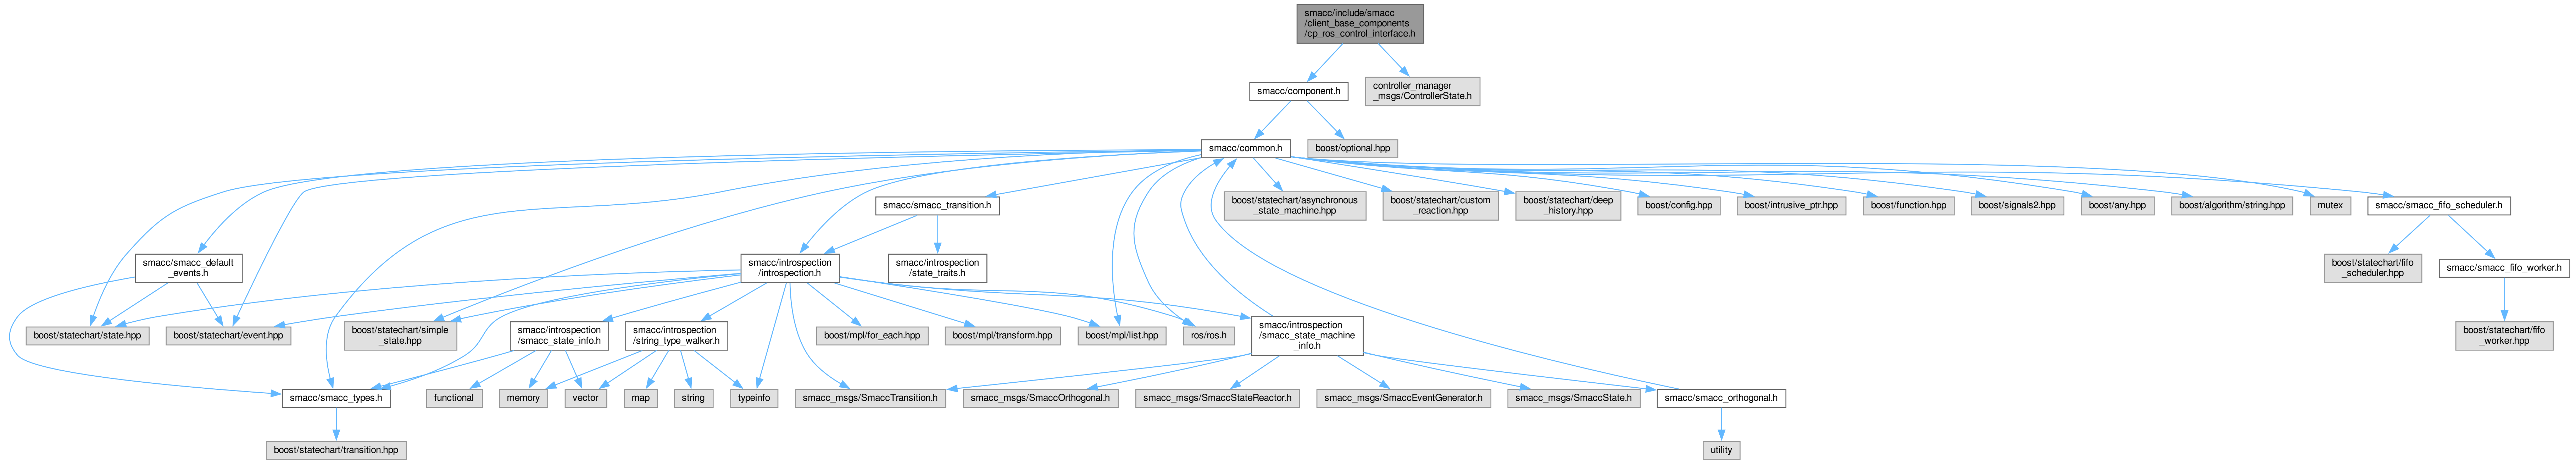 smacc/include/smacc
/client_base_components
/cp_ros_control_interface.h
smacc/component.h
controller_manager
_msgs/ControllerState.h
smacc/common.h
boost/optional.hpp
smacc/smacc_transition.h
boost/statechart/asynchronous
_state_machine.hpp
boost/statechart/custom
_reaction.hpp
boost/statechart/deep
_history.hpp
boost/config.hpp
boost/intrusive_ptr.hpp
boost/function.hpp
boost/signals2.hpp
boost/any.hpp
boost/algorithm/string.hpp
mutex
smacc/smacc_fifo_scheduler.h
smacc/smacc_default
_events.h
smacc/introspection
/introspection.h
smacc/introspection
/state_traits.h
boost/statechart/fifo
_scheduler.hpp
smacc/smacc_fifo_worker.h
boost/statechart/state.hpp
boost/statechart/event.hpp
boost/statechart/simple
_state.hpp
smacc/introspection
/smacc_state_info.h
smacc/introspection
/string_type_walker.h
boost/mpl/for_each.hpp
boost/mpl/transform.hpp
boost/mpl/list.hpp
ros/ros.h
smacc/introspection
/smacc_state_machine
_info.h
boost/statechart/fifo
_worker.hpp
smacc/smacc_types.h
functional
memory
vector
map
string
typeinfo
smacc_msgs/SmaccTransition.h
smacc_msgs/SmaccOrthogonal.h
smacc_msgs/SmaccStateReactor.h
smacc_msgs/SmaccEventGenerator.h
smacc_msgs/SmaccState.h
smacc/smacc_orthogonal.h
boost/statechart/transition.hpp
utility